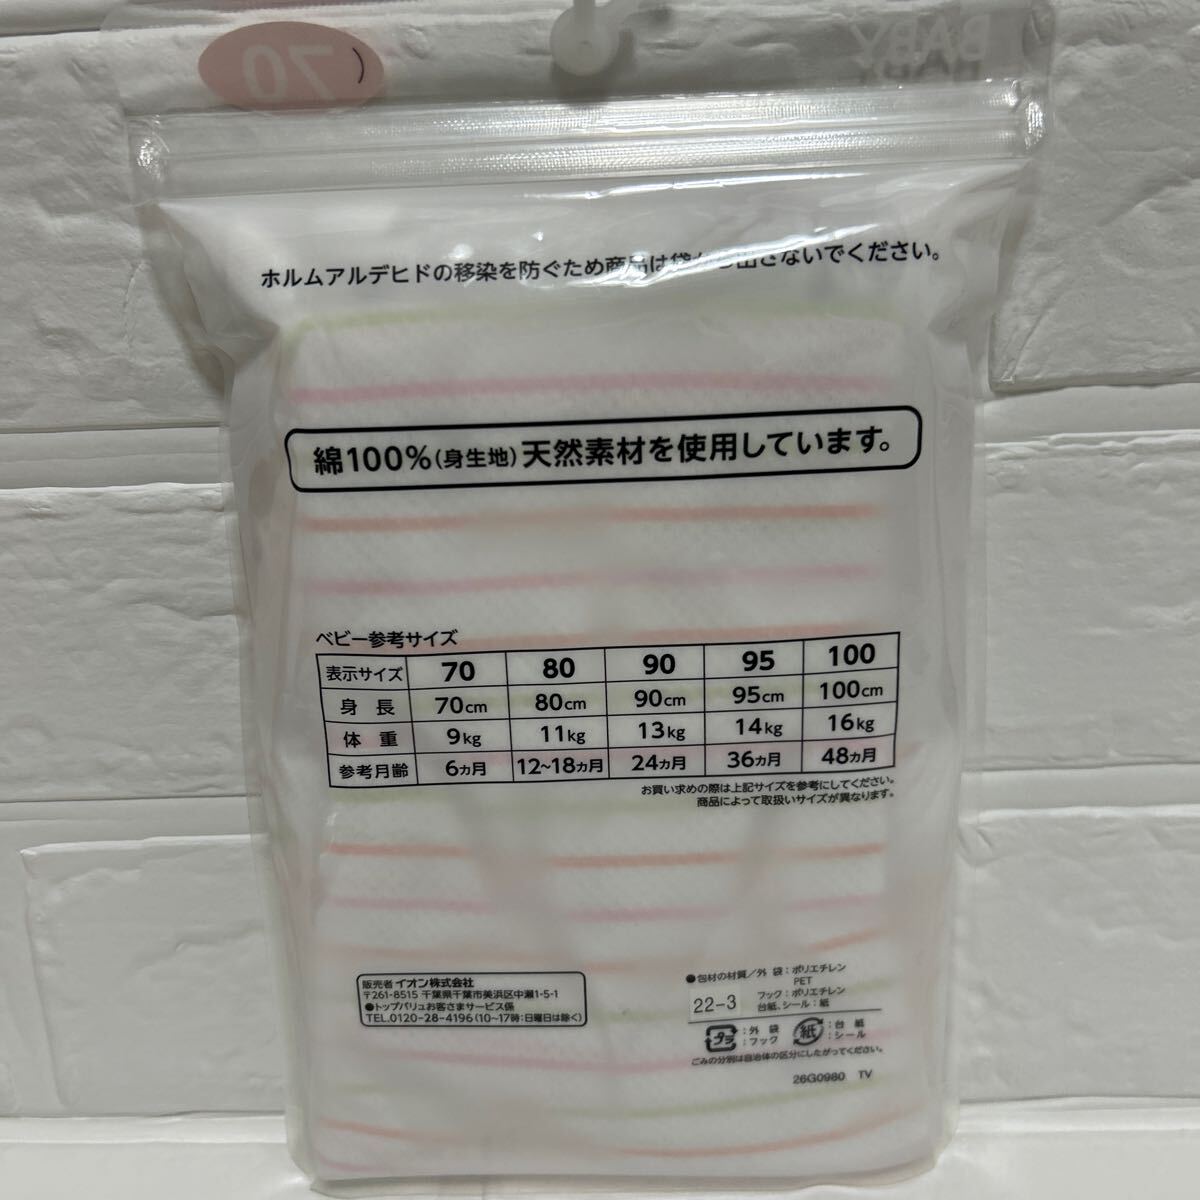 70
BABY
ホルムアルデヒドの移染を防ぐため商品は袋から出さないでください。
綿100%(身生地)天然素材を使用しています。
ベビー参考サイズ
表示サイズ 70 80 90 95 100
身長 70cm 80cm 90cm 95cm 100cm
体重 9kg 11kg 13kg 14kg 16kg
参考月齢 6ヵ月 12~18ヵ月 24ヵ月 36ヵ月 48ヵ月
お買い求めの際は上記サイズを参考にしてください。
商品によって取扱いサイズが異なります。
販売者 イオン株式会社
〒261-8515 千葉県千葉市美浜区中瀬1-5-1
●トップバリュお客さまサービス係
TEL.0120-28-4196(10~17時:日曜日は除く)
●包材の材質/外袋:ポリエチレン
PET
22-3 フック:ポリエチレン
台紙、シール:紙
プラ :外袋 紙 :台紙
:フック :シール
ごみの分別は自治体の区分にしたがってください。
26G0980 TV